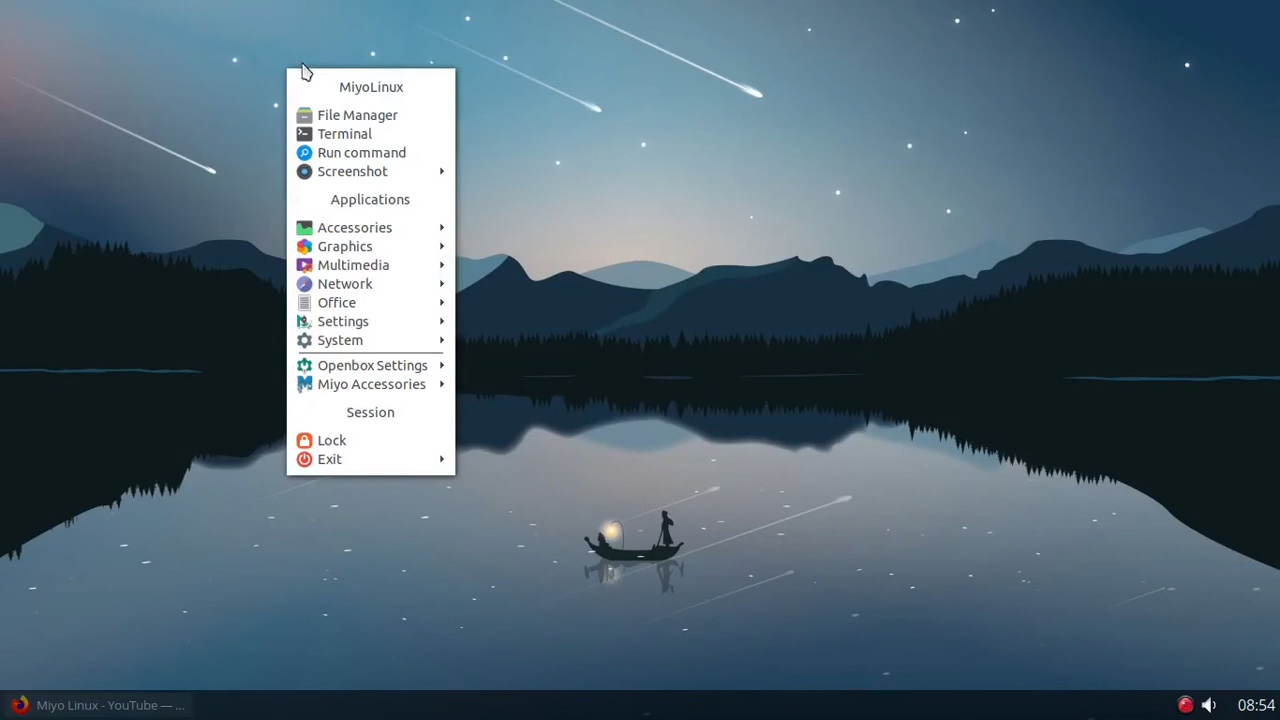 MiyoLinux
File Manager
Terminal
Run command
Screenshot
Applications
Accessories
Graphics
Multimedia
Network
Office
Settings
System
Openbox Settings
Miyo Accessories
Session
Lock
Exit
Miyo Linux - YouTube — ...
08:54